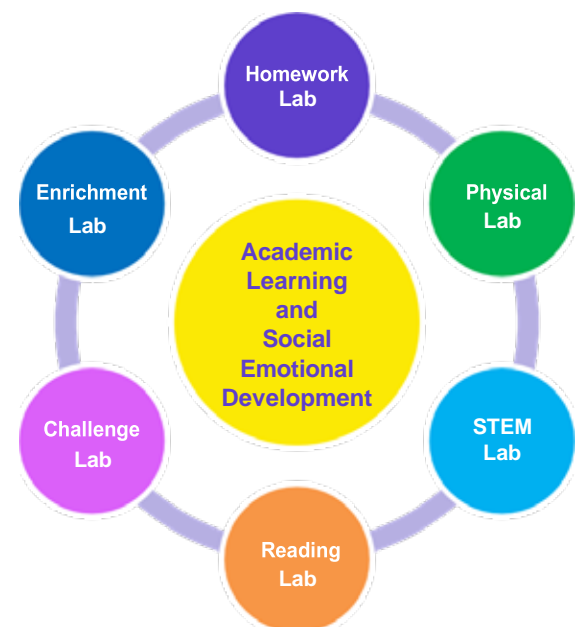 Homework
Lab
Physical
Lab
STEM
Lab
Reading
Lab
Challenge
Lab
Enrichment
Lab
Academic
Learning
and
Social
Emotional
Development